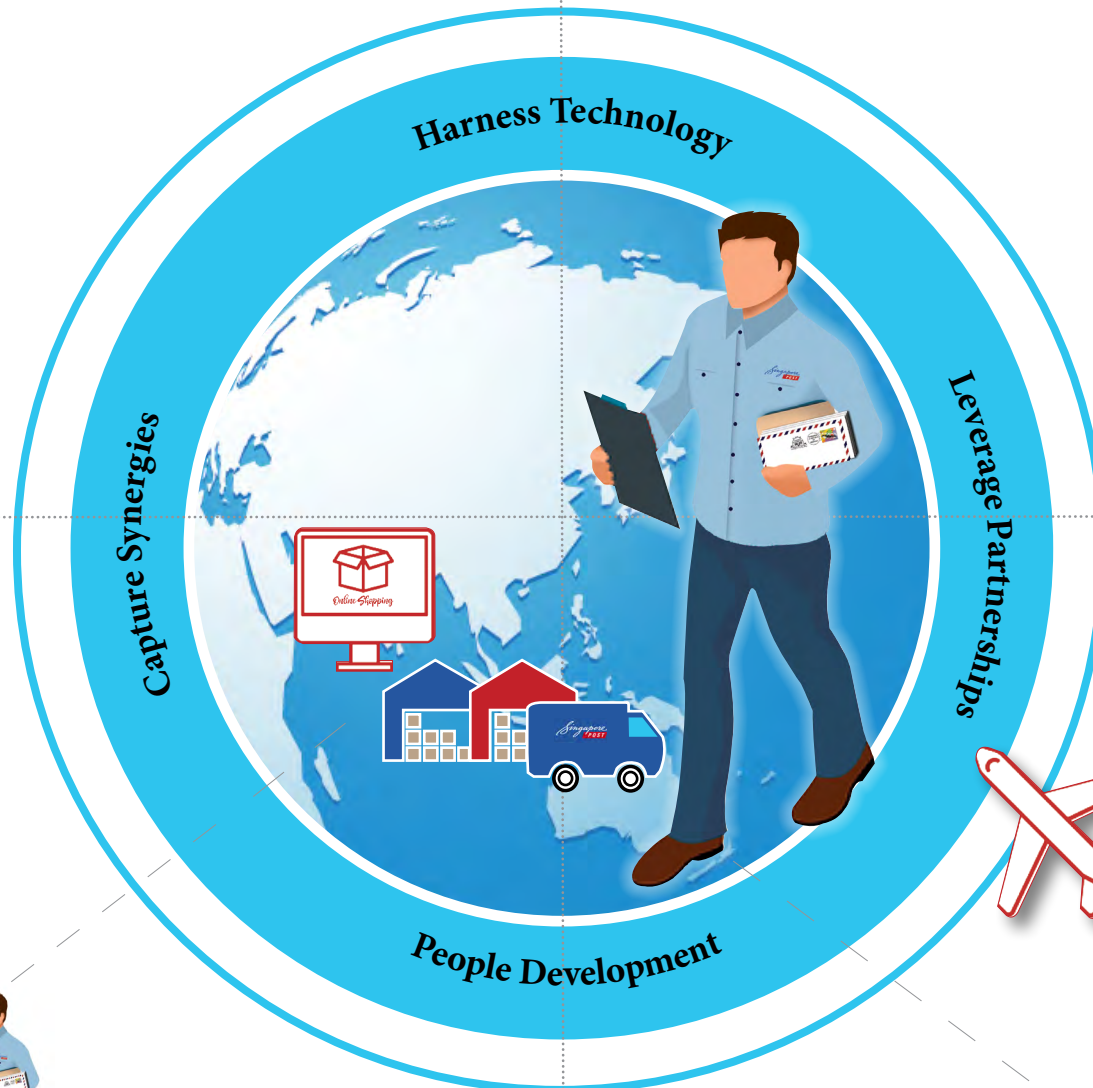 Harness Technology
Capture Synergies
Leverage Partnerships
Singapore
POST
Online Shopping
Singapore
POST
People Development